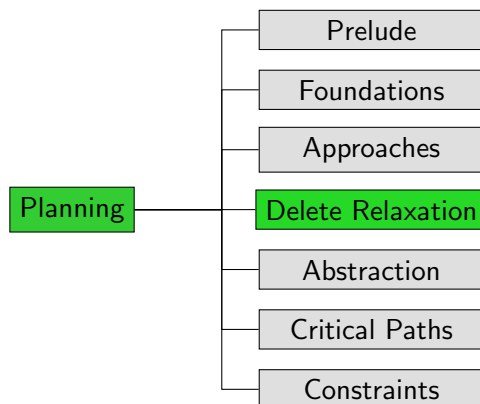 Prelude
Foundations
Approaches
Planning
Delete Relaxation
Abstraction
Critical Paths
Constraints